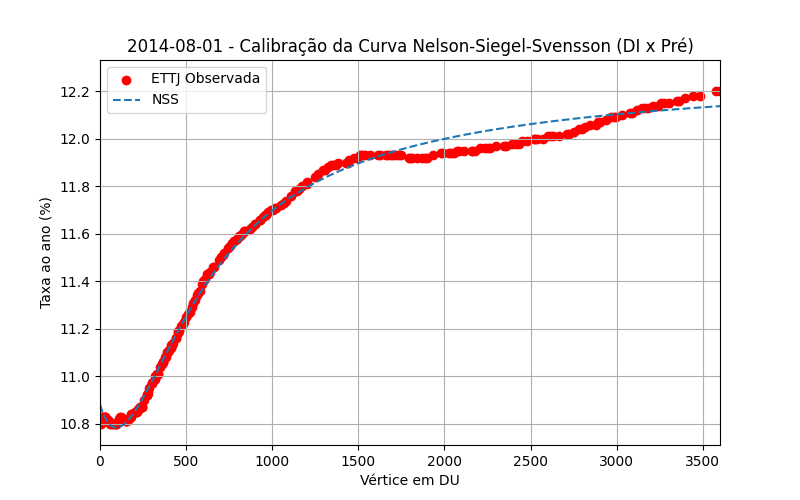 2014-08-01 - Calibração da Curva Nelson-Siegel-Svensson (DI x Pré)
ETTJ Observada
NSS
Taxa ao ano (%)
12.2
12.0
11.8
11.6
11.4
11.2
11.0
10.8
0 500 1000 1500 2000 2500 3000 3500
Vértice em DU